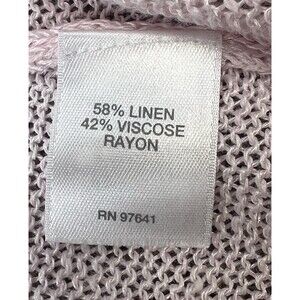 58% LINEN
42% VISCOSE
RAYON
RN 97641